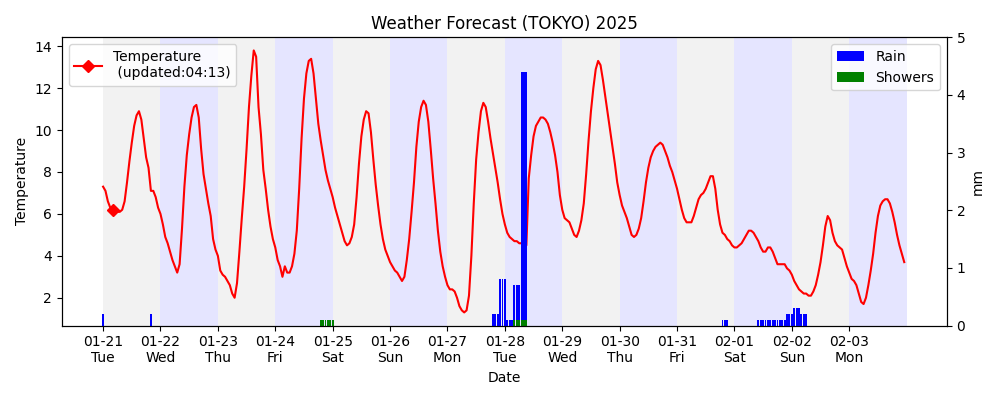 Weather Forecast (TOKYO) 2025
Temperature
(updated:04:13)
Rain
Showers
14
12
10
8
6
4
2
Temperature
5
4
3
2
1
0
mm
01-21 01-22 01-23 01-24 01-25 01-26 01-27 01-28 01-29 01-30 01-31 02-01 02-02 02-03
Tue Wed Thu Fri Sat Sun Mon Tue Wed Thu Fri Sat Sun Mon
Date